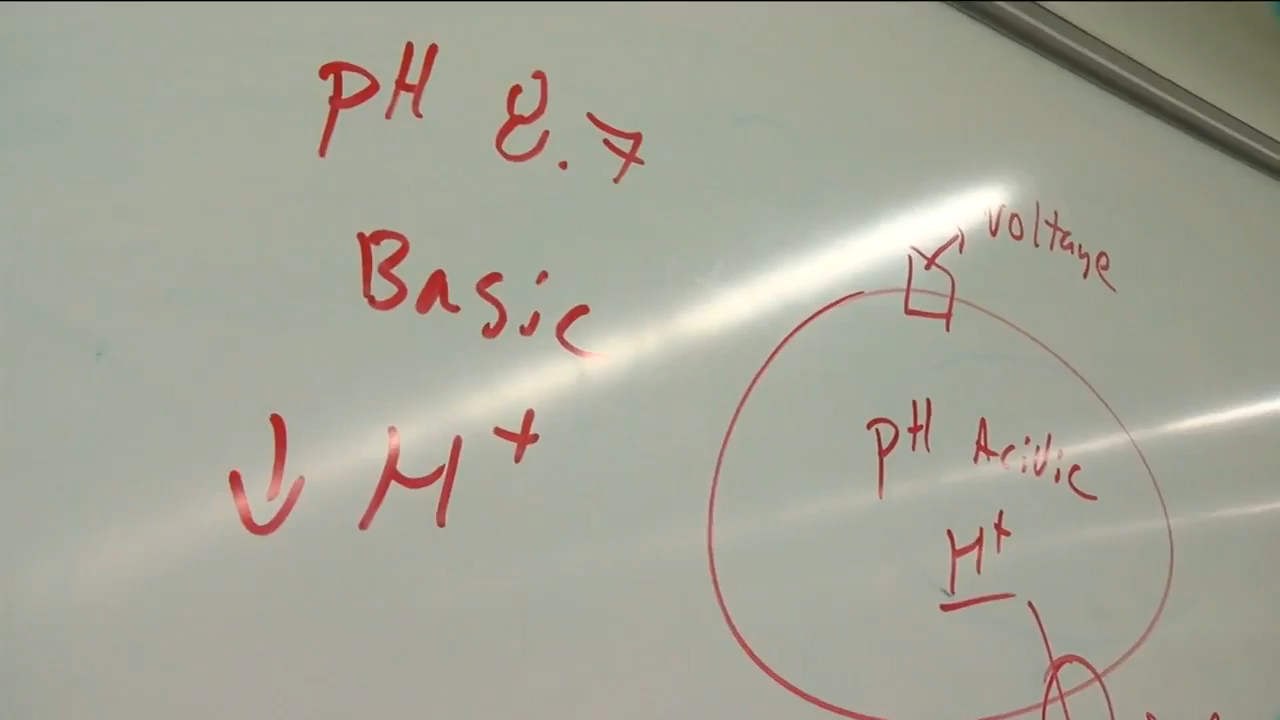 pH 8.7
Basic
↓ H+
voltage
pH Acidic
H+